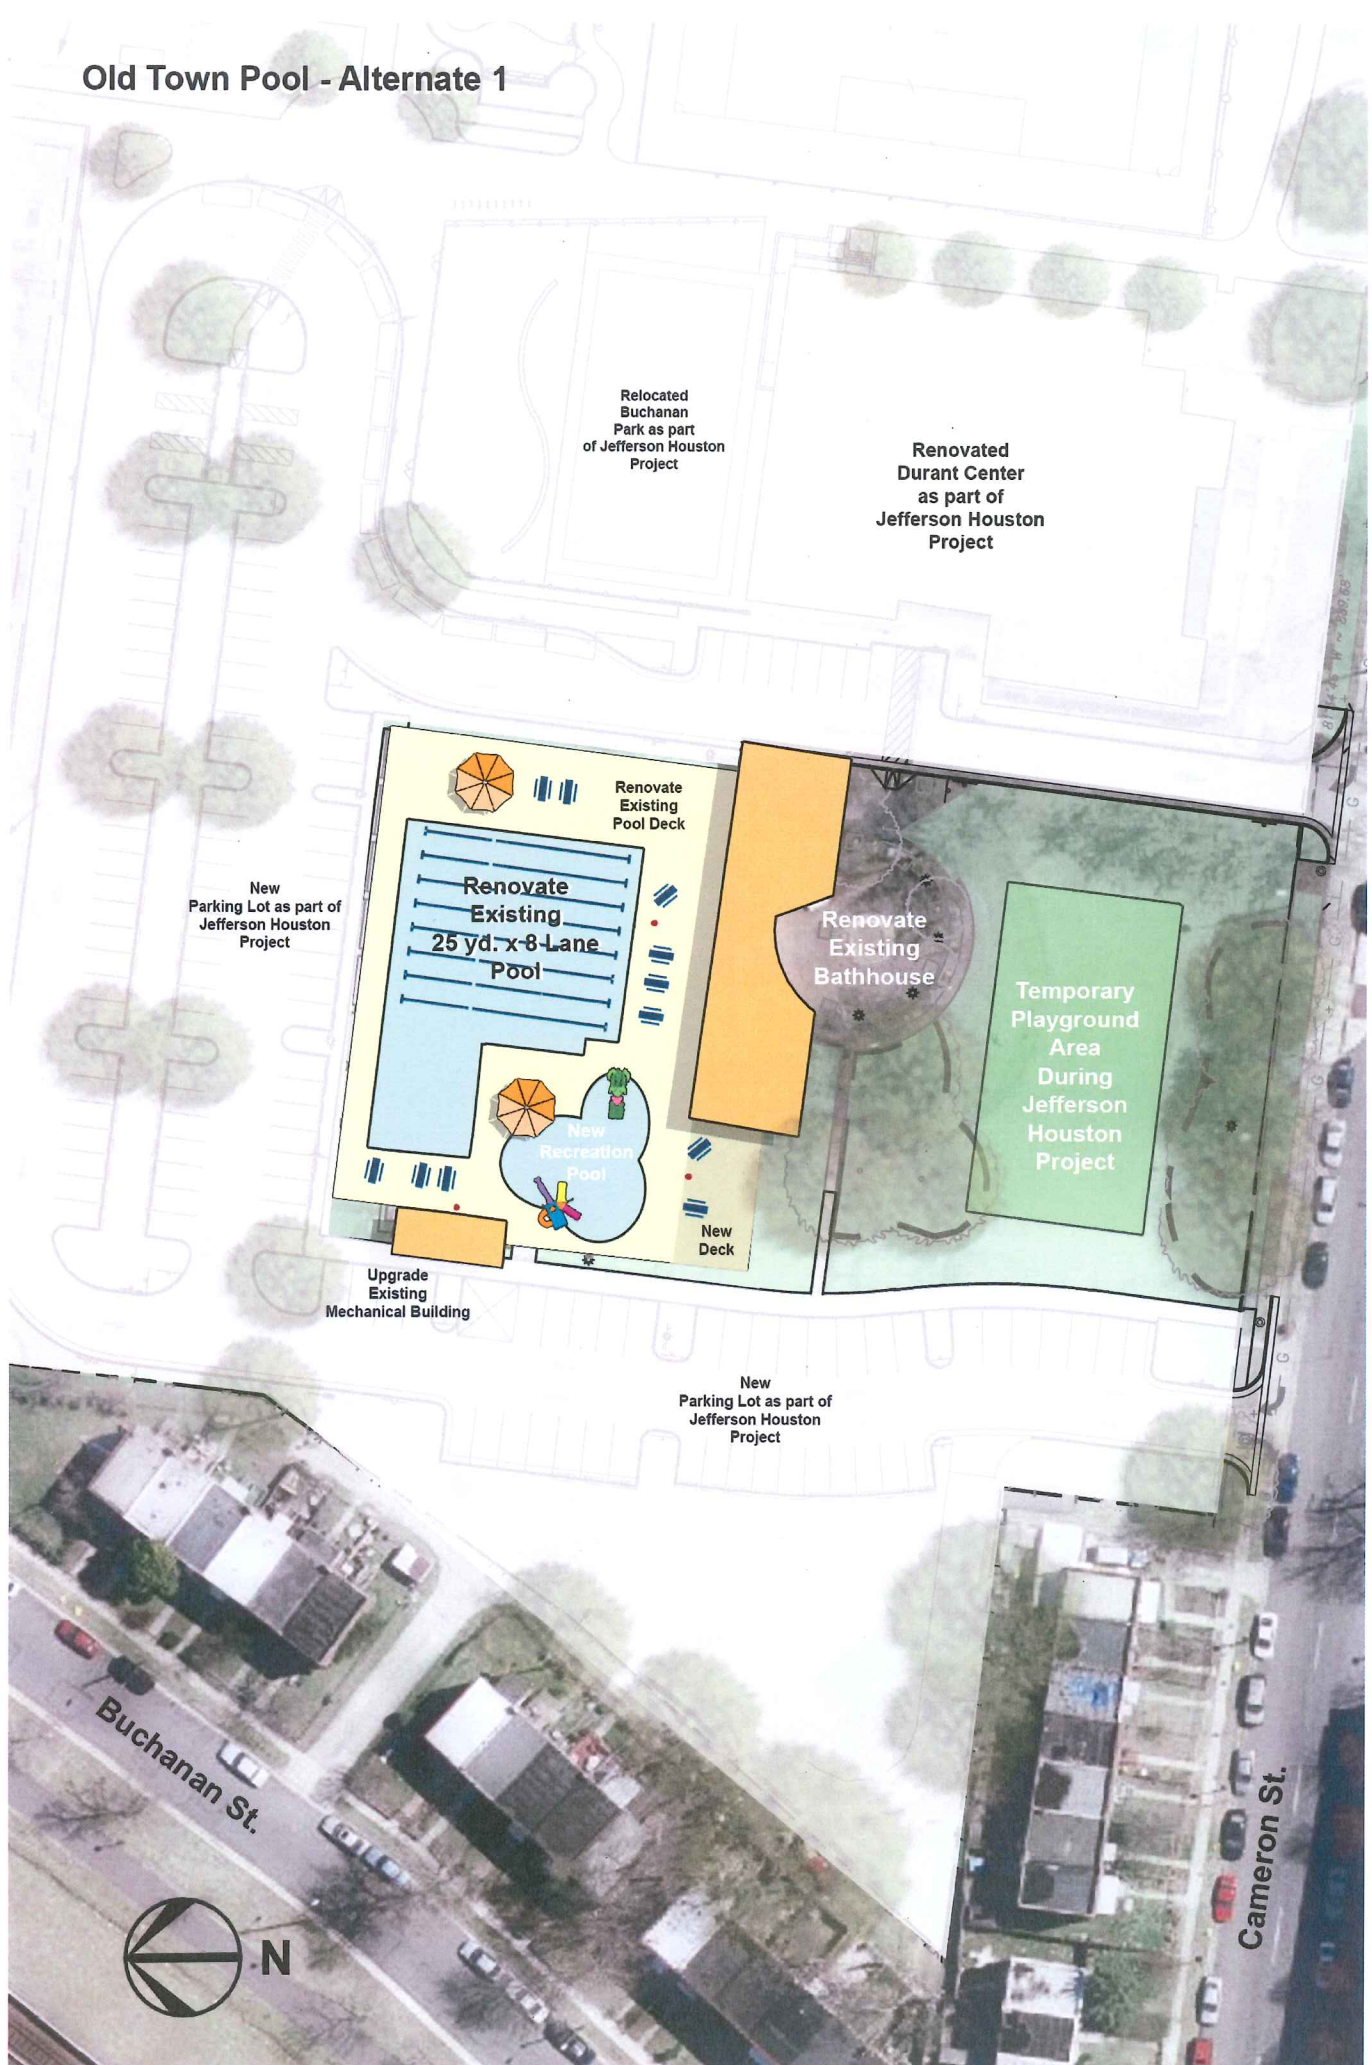 Old Town Pool - Alternate 1
Relocated
Buchanan
Park as part
of Jefferson Houston
Project
Renovated
Durant Center
as part of
Jefferson Houston
Project
Renovate
Existing
Pool Deck
New
Parking Lot as part of
Jefferson Houston
Project
Renovate
Existing
25 yd. x 8 Lane
Pool
Renovate
Existing
Bathhouse
Temporary
Playground
Area
During
Jefferson
Houston
Project
New
Recreation
Pool
New
Deck
Upgrade
Existing
Mechanical Building
New
Parking Lot as part of
Jefferson Houston
Project
Buchanan St.
Cameron St.
N
G
G
G
G